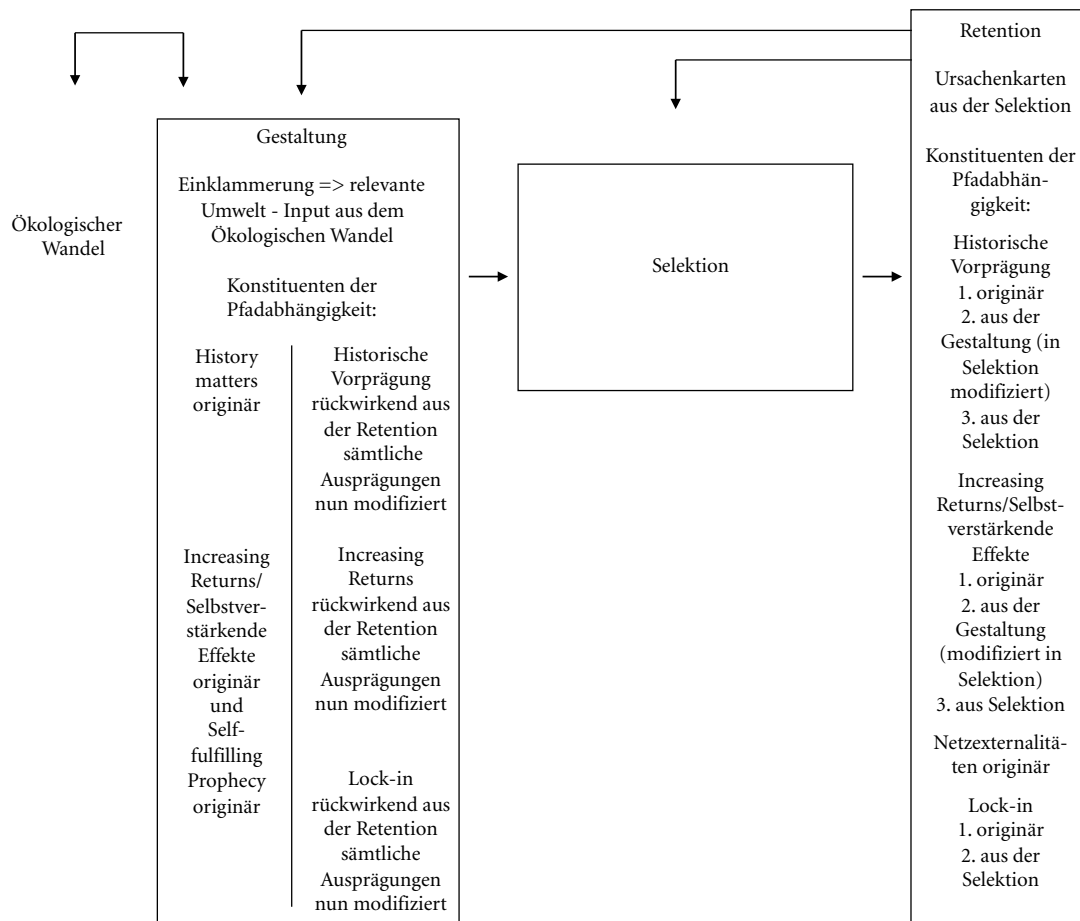 Ökologischer
Wandel
Gestaltung
Einklammerung => relevante
Umwelt - Input aus dem
Ökologischen Wandel
Konstituenten der
Pfadabhängigkeit:
History
matters
originär
Increasing
Returns/
Selbstver-
stärkende
Effekte
originär
und
Self-
fulfilling
Prophecy
originär
Historische
Vorprägung
rückwirkend aus
der Retention
sämtliche
Ausprägungen
nun modifiziert
Increasing
Returns
rückwirkend aus
der Retention
sämtliche
Ausprägungen
nun modifiziert
Lock-in
rückwirkend aus
der Retention
sämtliche
Ausprägungen
nun modifiziert
Selektion
Retention
Ursachenkarten
aus der Selektion
Konstituenten der
Pfadabhän-
gigkeit:
Historische
Vorprägung
1. originär
2. aus der
Gestaltung (in
Selektion
modifiziert)
3. aus der
Selektion
Increasing
Returns/Selbst-
verstärkende
Effekte
1. originär
2. aus der
Gestaltung
(modifiziert in
Selektion)
3. aus Selektion
Netzexternalitä-
ten originär
Lock-in
1. originär
2. aus der
Selektion